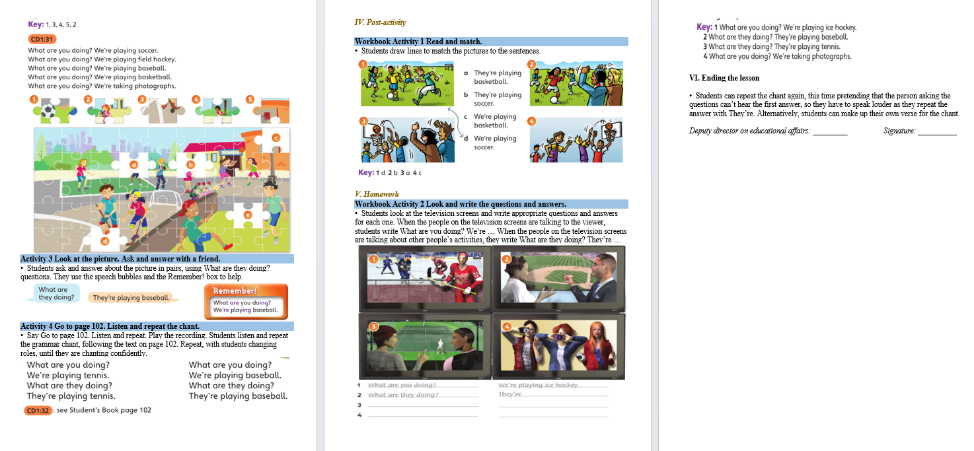 Key: 1, 3, 4, 5, 2
CD1:31
What are you doing? We're playing soccer.
What are you doing? We're playing field hockey.
What are you doing? We're playing baseball.
What are you doing? We're playing basketball.
What are you doing? We're taking photographs.
1 2 3 4 5
c
a b
e
d
Activity 3 Look at the picture. Ask and answer with a friend.
• Students ask and answer about the picture in pairs, using What are they doing?
questions. They use the speech bubbles and the Remember! box to help.
What are
they doing?
They're playing baseball.
Remember!
What are you doing?
We're playing baseball.
Activity 4 Go to page 102. Listen and repeat the chant.
• Say Go to page 102. Listen and repeat. Play the recording. Students listen and repeat
the grammar chant, following the text on page 102. Repeat, with students changing
roles, until they are chanting confidently.
What are you doing? What are you doing?
We're playing tennis. We're playing baseball.
What are they doing? What are they doing?
They're playing tennis. They're playing baseball.
CD1:32 : see Student's Book page 102
IV. Post-activity
Workbook Activity 1 Read and match.
• Students draw lines to match the pictures to the sentences.
1 2
a They're playing
basketball.
b They're playing
soccer.
3 4
c We're playing
basketball.
d We're playing
soccer.
Key: 1 d 2 b 3 a 4 c
V. Homework
Workbook Activity 2 Look and write the questions and answers.
• Students look at the television screens and write appropriate questions and answers
for each one. When the people on the television screens are talking to the viewer,
students write What are you doing? We're … When the people on the television screens
are talking about other people's activities, they write What are they doing? They're …
1 2
3 4
1 What are you doing? We're playing ice hockey.
2 What are they doing? They're
3
4
Key: 1 What are you doing? We're playing ice hockey.
2 What are they doing? They're playing baseball.
3 What are they doing? They're playing tennis.
4 What are you doing? We're taking photographs.
VI. Ending the lesson
• Students can repeat the chant again, this time pretending that the person asking the
questions can't hear the first answer, so they have to speak louder as they repeat the
answer with They're. Alternatively, students can make up their own verse for the chant.
Deputy director on educational affairs: ________ Signature: ________